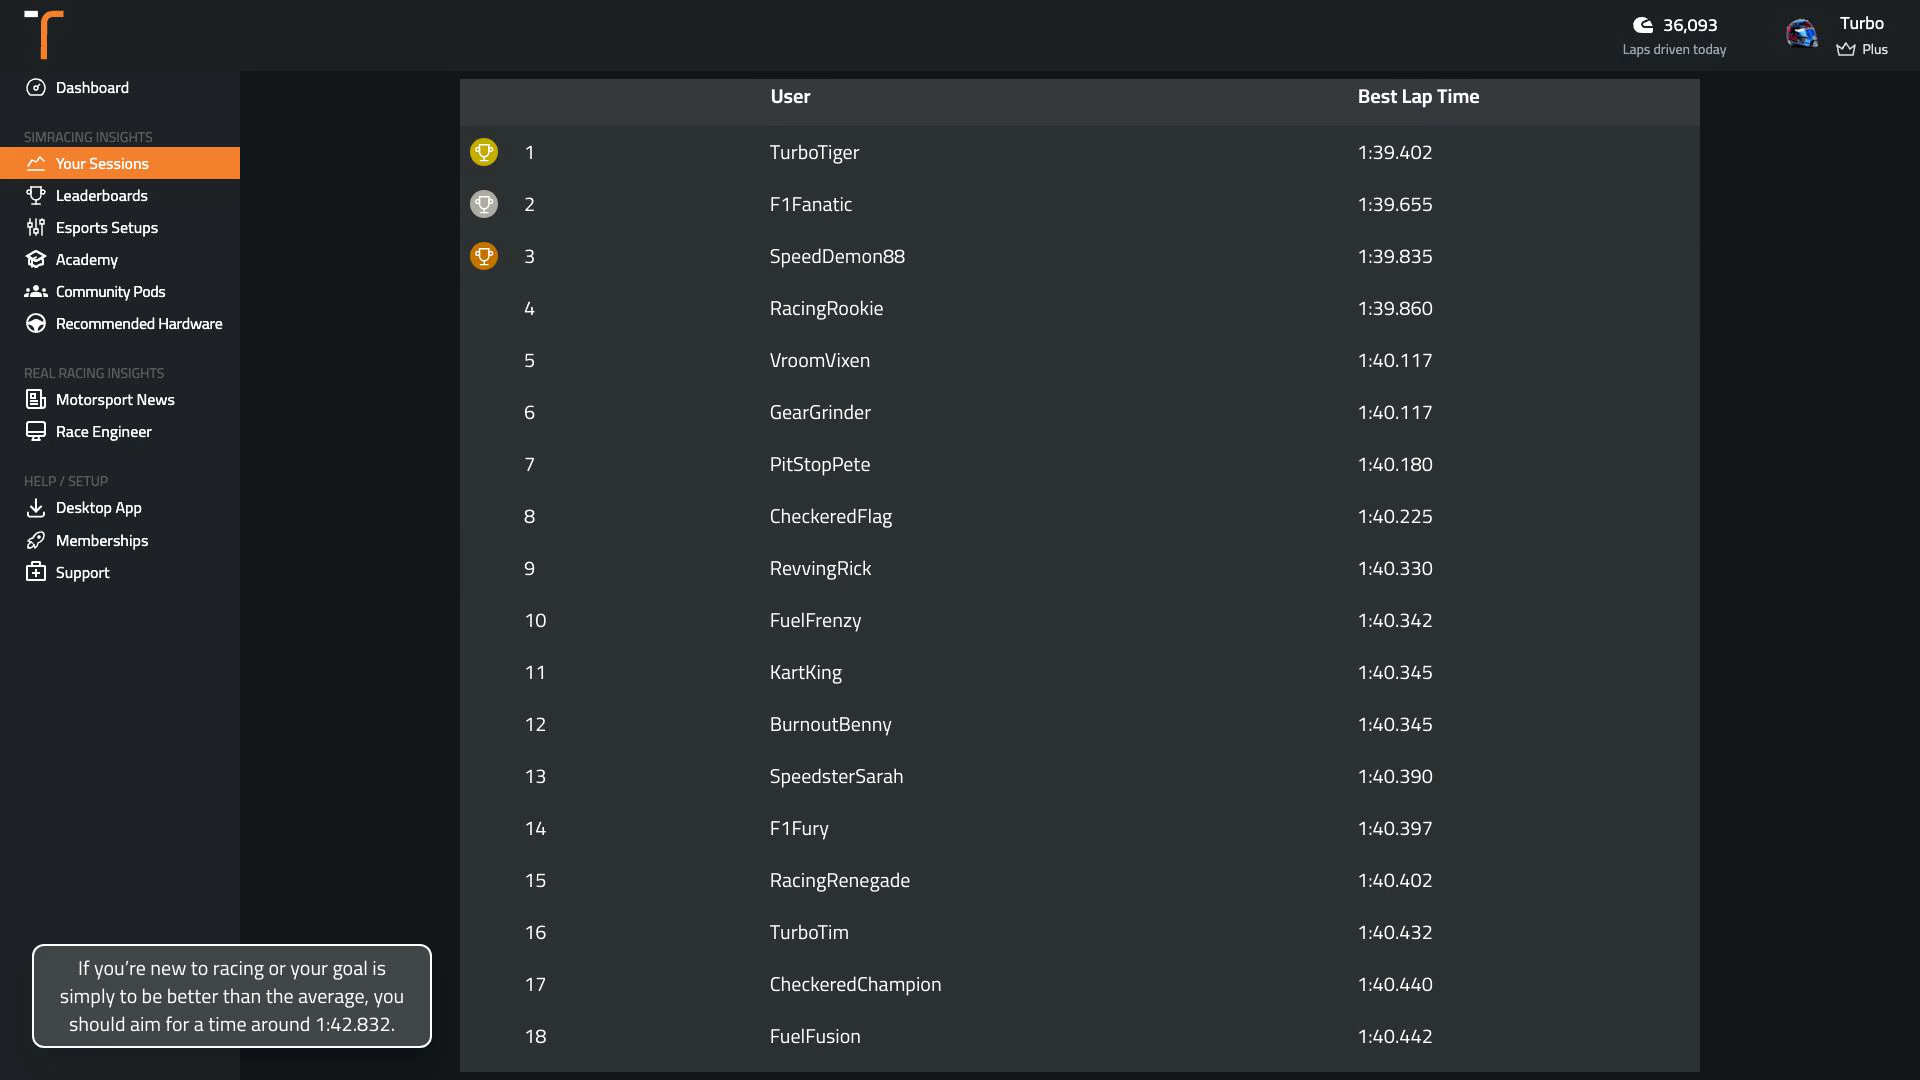 36,093
Laps driven today
Turbo
Plus
Dashboard
SIMRACING INSIGHTS
Your Sessions
Leaderboards
Esports Setups
Academy
Community Pods
Recommended Hardware
REAL RACING INSIGHTS
Motorsport News
Race Engineer
HELP / SETUP
Desktop App
Memberships
Support
User Best Lap Time
1 TurboTiger 1:39.402
2 F1Fanatic 1:39.655
3 SpeedDemon88 1:39.835
4 RacingRookie 1:39.860
5 VroomVixen 1:40.117
6 GearGrinder 1:40.117
7 PitStopPete 1:40.180
8 CheckeredFlag 1:40.225
9 RevvingRick 1:40.330
10 FuelFrenzy 1:40.342
11 KartKing 1:40.345
12 BurnoutBenny 1:40.345
13 SpeedsterSarah 1:40.390
14 F1Fury 1:40.397
15 RacingRenegade 1:40.402
16 TurboTim 1:40.432
17 CheckeredChampion 1:40.440
18 FuelFusion 1:40.442
If you’re new to racing or your goal is
simply to be better than the average, you
should aim for a time around 1:42.832.